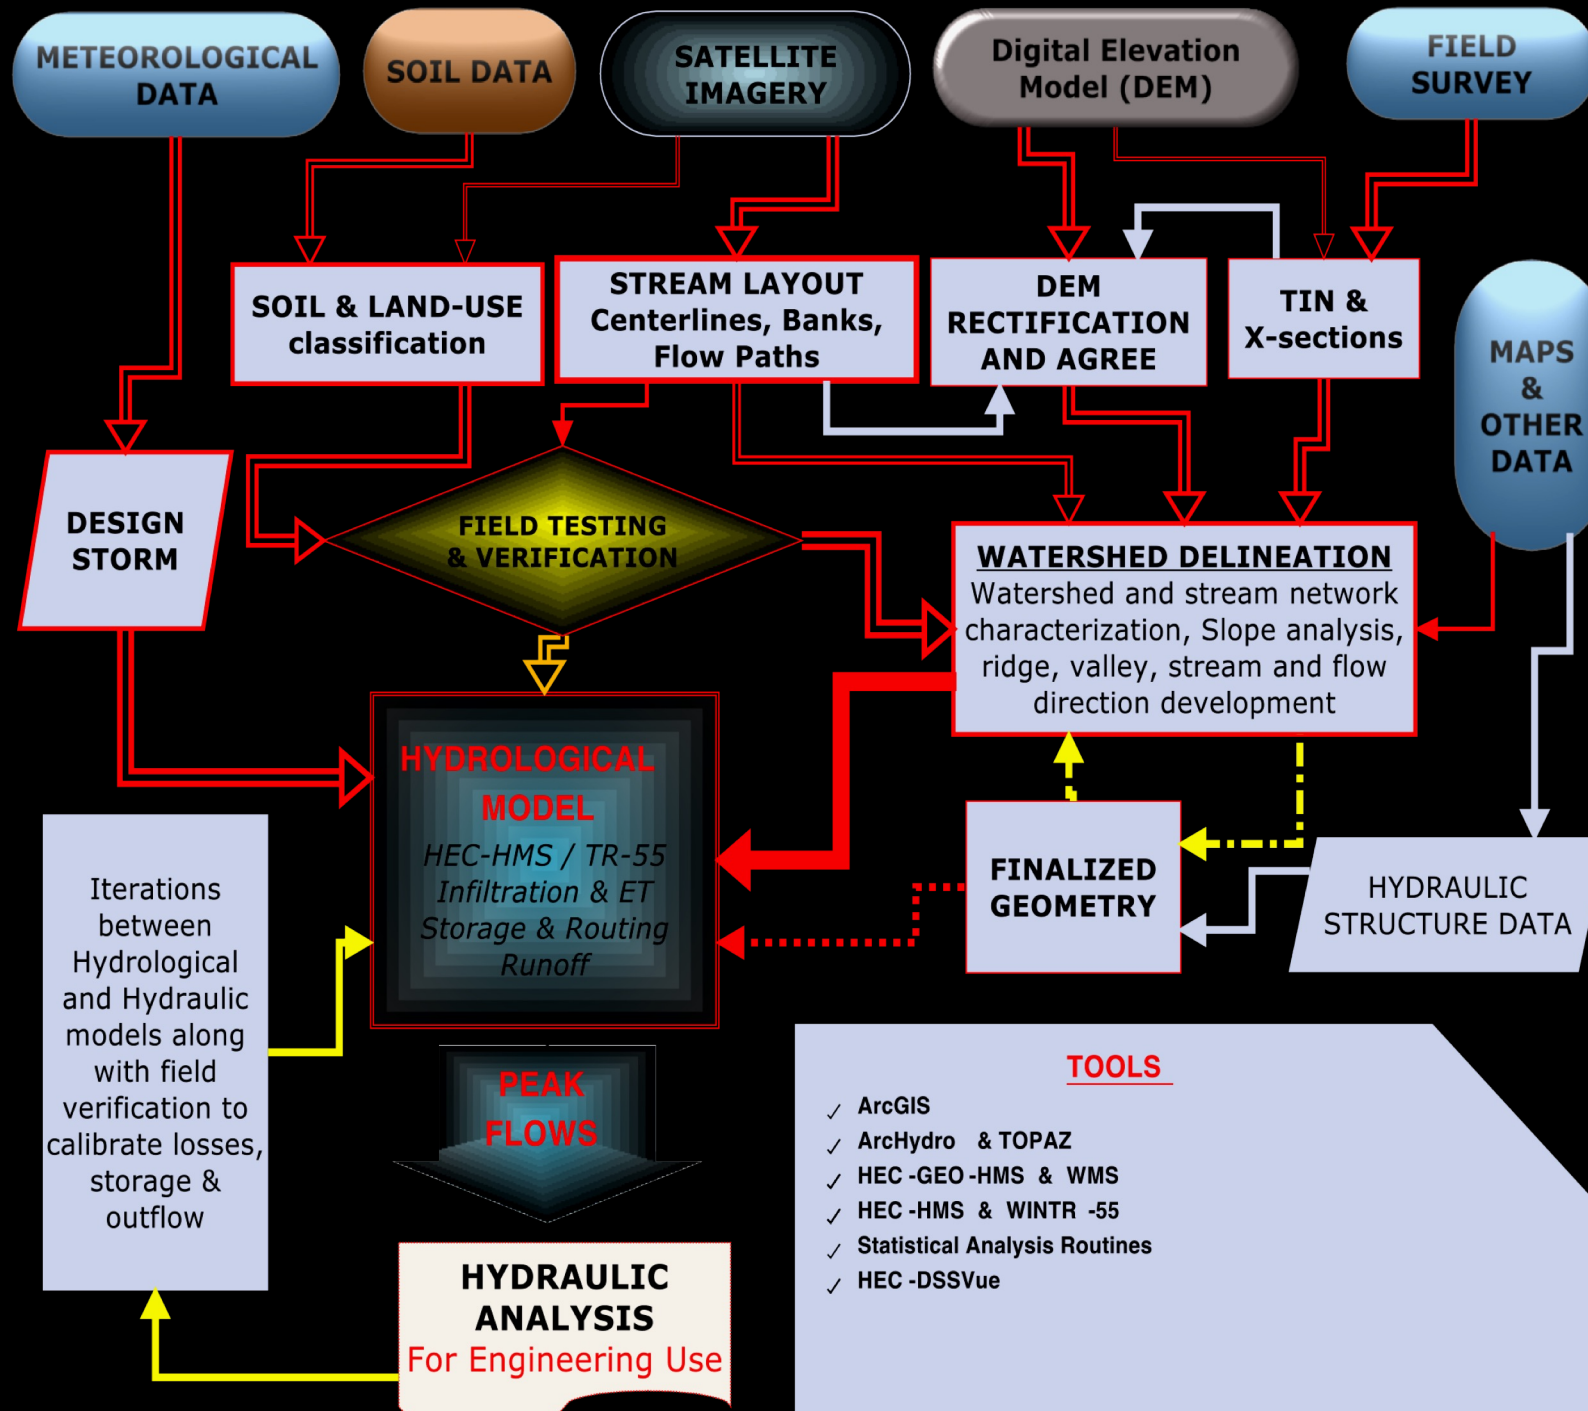 METEOROLOGICAL
DATA
SOIL DATA
SATELLITE
IMAGERY
Digital Elevation
Model (DEM)
FIELD
SURVEY
SOIL & LAND-USE
classification
STREAM LAYOUT
Centerlines, Banks,
Flow Paths
DEM
RECTIFICATION
AND AGREE
TIN &
X-sections
MAPS
&
OTHER
DATA
DESIGN
STORM
FIELD TESTING
& VERIFICATION
WATERSHED DELINEATION
Watershed and stream network
characterization, Slope analysis,
ridge, valley, stream and flow
direction development
HYDROLOGICAL
MODEL
HEC-HMS / TR-55
Infiltration & ET
Storage & Routing
Runoff
FINALIZED
GEOMETRY
HYDRAULIC
STRUCTURE DATA
Iterations
between
Hydrological
and Hydraulic
models along
with field
verification to
calibrate losses,
storage &
outflow
PEAK
FLOWS
HYDRAULIC
ANALYSIS
For Engineering Use
TOOLS
✓ ArcGIS
✓ ArcHydro & TOPAZ
✓ HEC -GEO -HMS & WMS
✓ HEC -HMS & WINTR -55
✓ Statistical Analysis Routines
✓ HEC -DSSVue